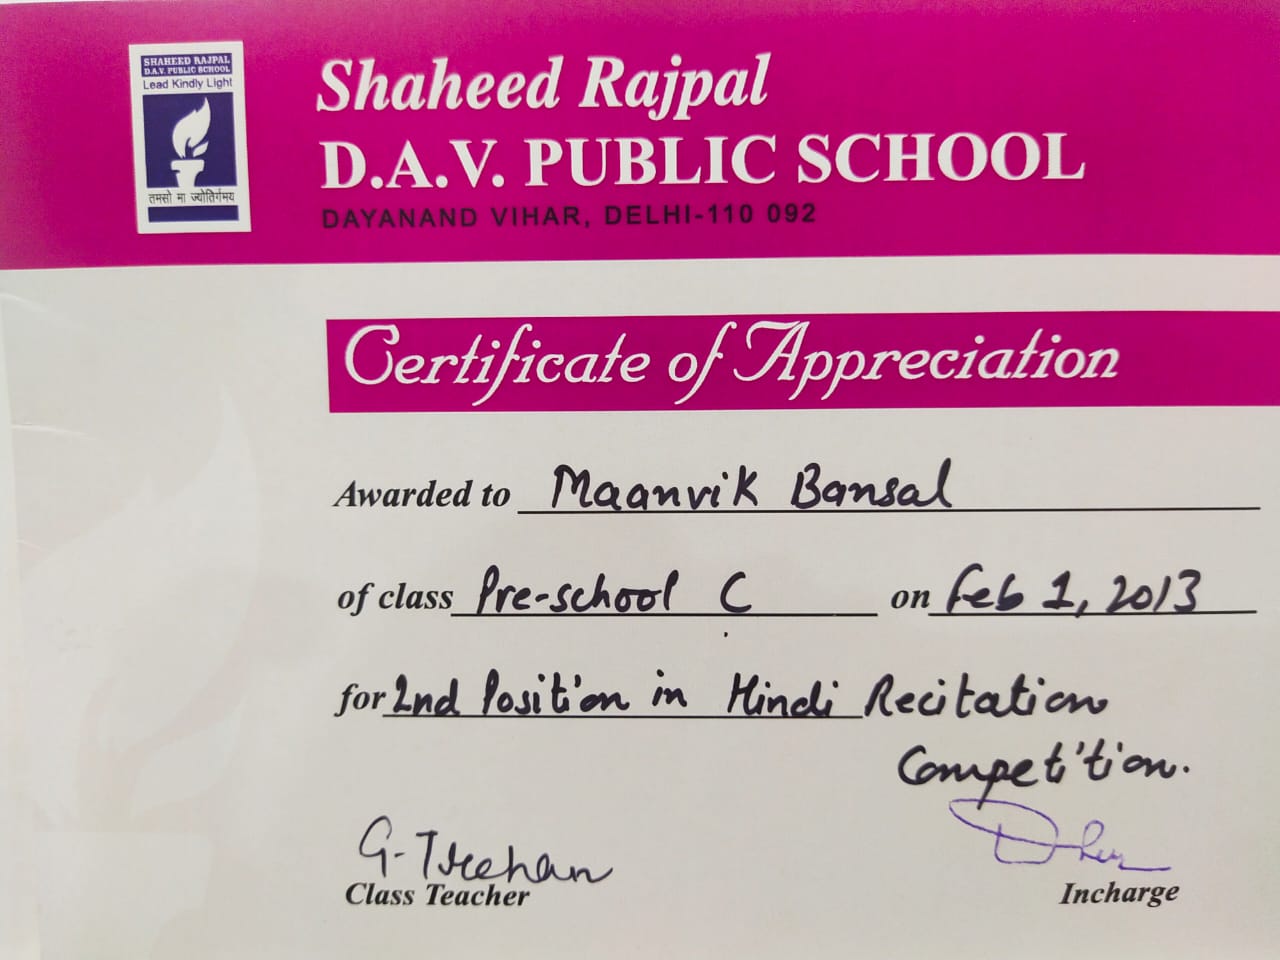 SHAHEED RAJPAL
D.A.V. PUBLIC SCHOOL
Lead Kindly Light
तमसो मा ज्योतिर्गमय
Shaheed Rajpal
D.A.V. PUBLIC SCHOOL
DAYANAND VIHAR, DELHI-110 092
Certificate of Appreciation
Awarded to Maanvik Bansal
of class Pre-school C on Feb 1, 2013
for 2nd Position in Hindi Recitation
Competition.
G. Trehan
Class Teacher
Incharge